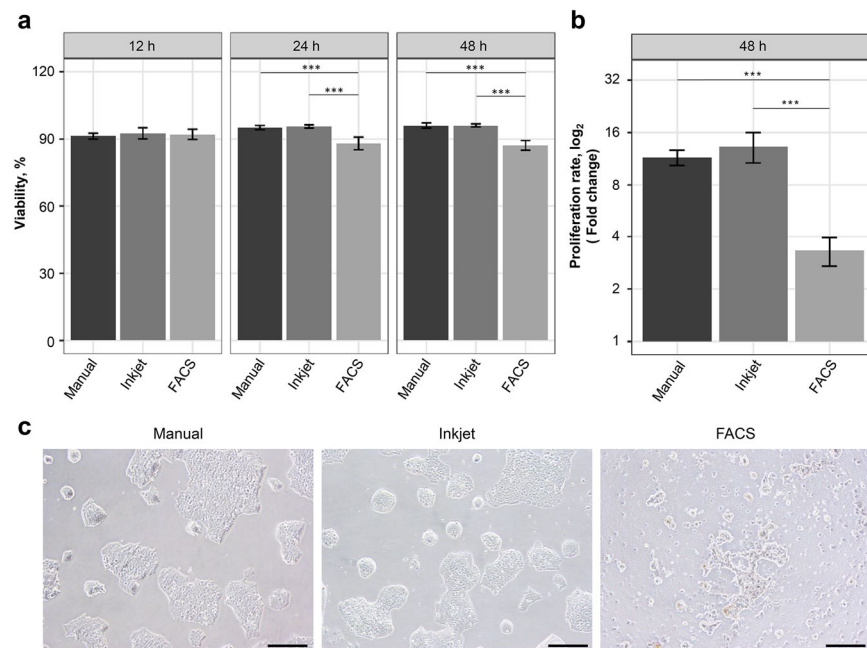 a
12 h
24 h
48 h
120
90
60
30
0
Viability, %
***
***
***
***
Manual
Inkjet
FACS
Manual
Inkjet
FACS
Manual
Inkjet
FACS
b
48 h
32
16
8
4
2
1
Proliferation rate, log2
( Fold change)
***
***
Manual
Inkjet
FACS
c
Manual
Inkjet
FACS